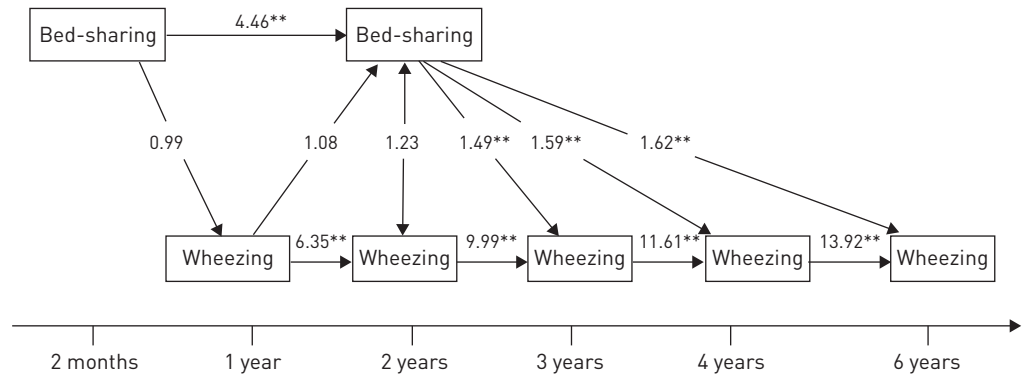 Bed-sharing
4.46**
Bed-sharing
0.99
1.08
1.23
1.49**
1.59**
1.62**
Wheezing
6.35**
Wheezing
9.99**
Wheezing
11.61**
Wheezing
13.92**
Wheezing
2 months
1 year
2 years
3 years
4 years
6 years